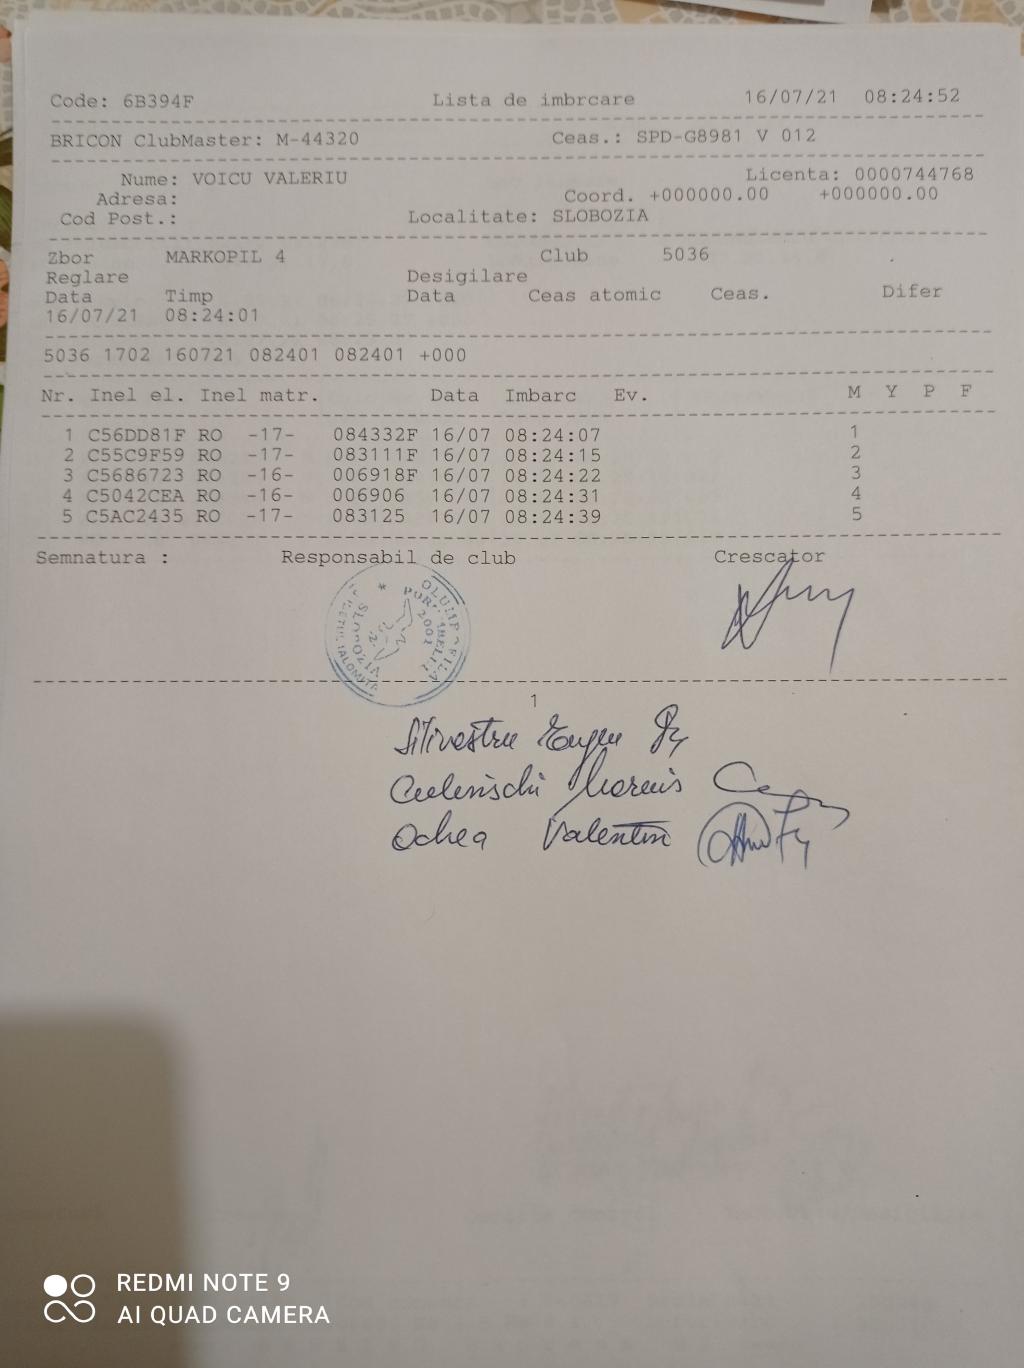 Code: 6B394F Lista de imbrcare 16/07/21 08:24:52
BRICON ClubMaster: M-44320 Ceas.: SPD-G8981 V 012
Nume: VOICU VALERIU Licenta: 0000744768
Adresa: Coord. +000000.00 +000000.00
Cod Post.: Localitate: SLOBOZIA
Zbor MARKOPIL 4 Club 5036
Reglare Desigilare
Data Timp Data Ceas atomic Ceas. Difer
16/07/21 08:24:01
5036 1702 160721 082401 082401 +000
Nr. Inel el. Inel matr. Data Imbarc Ev. M Y P F
1 C56DD81F RO -17- 084332F 16/07 08:24:07 1
2 C55C9F59 RO -17- 083111F 16/07 08:24:15 2
3 C5686723 RO -16- 006918F 16/07 08:24:22 3
4 C5042CEA RO -16- 006906 16/07 08:24:31 4
5 C5AC2435 RO -17- 083125 16/07 08:24:39 5
Semnatura : Responsabil de club Crescator
SLOBOZIA
IALOMITA
2001
1
Silivestru Eugen
Ochea Valentin
REDMI NOTE 9
AI QUAD CAMERA